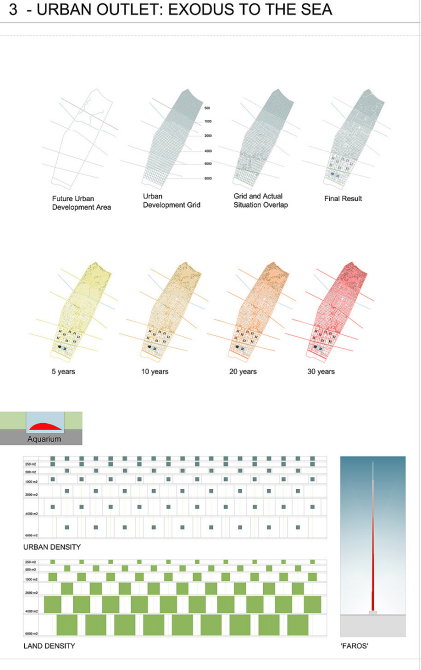 3 - URBAN OUTLET: EXODUS TO THE SEA
Future Urban
Development Area
Urban
Development Grid
Grid and Actual
Situation Overlap
Final Result
5 years
10 years
20 years
30 years
Aquarium
URBAN DENSITY
LAND DENSITY
'FAROS'